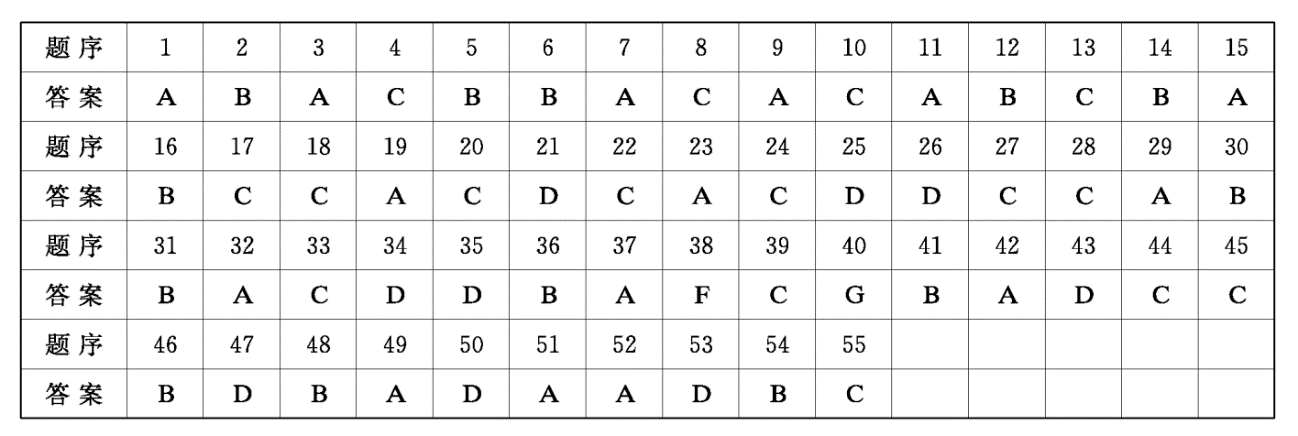 题序 1 2 3 4 5 6 7 8 9 10 11 12 13 14 15
答案 A B A C B B A C A C A B C B A
题序 16 17 18 19 20 21 22 23 24 25 26 27 28 29 30
答案 B C C A C D C A C D D C C A B
题序 31 32 33 34 35 36 37 38 39 40 41 42 43 44 45
答案 B A C D D B A F C G B A D C C
题序 46 47 48 49 50 51 52 53 54 55
答案 B D B A D A A D B C